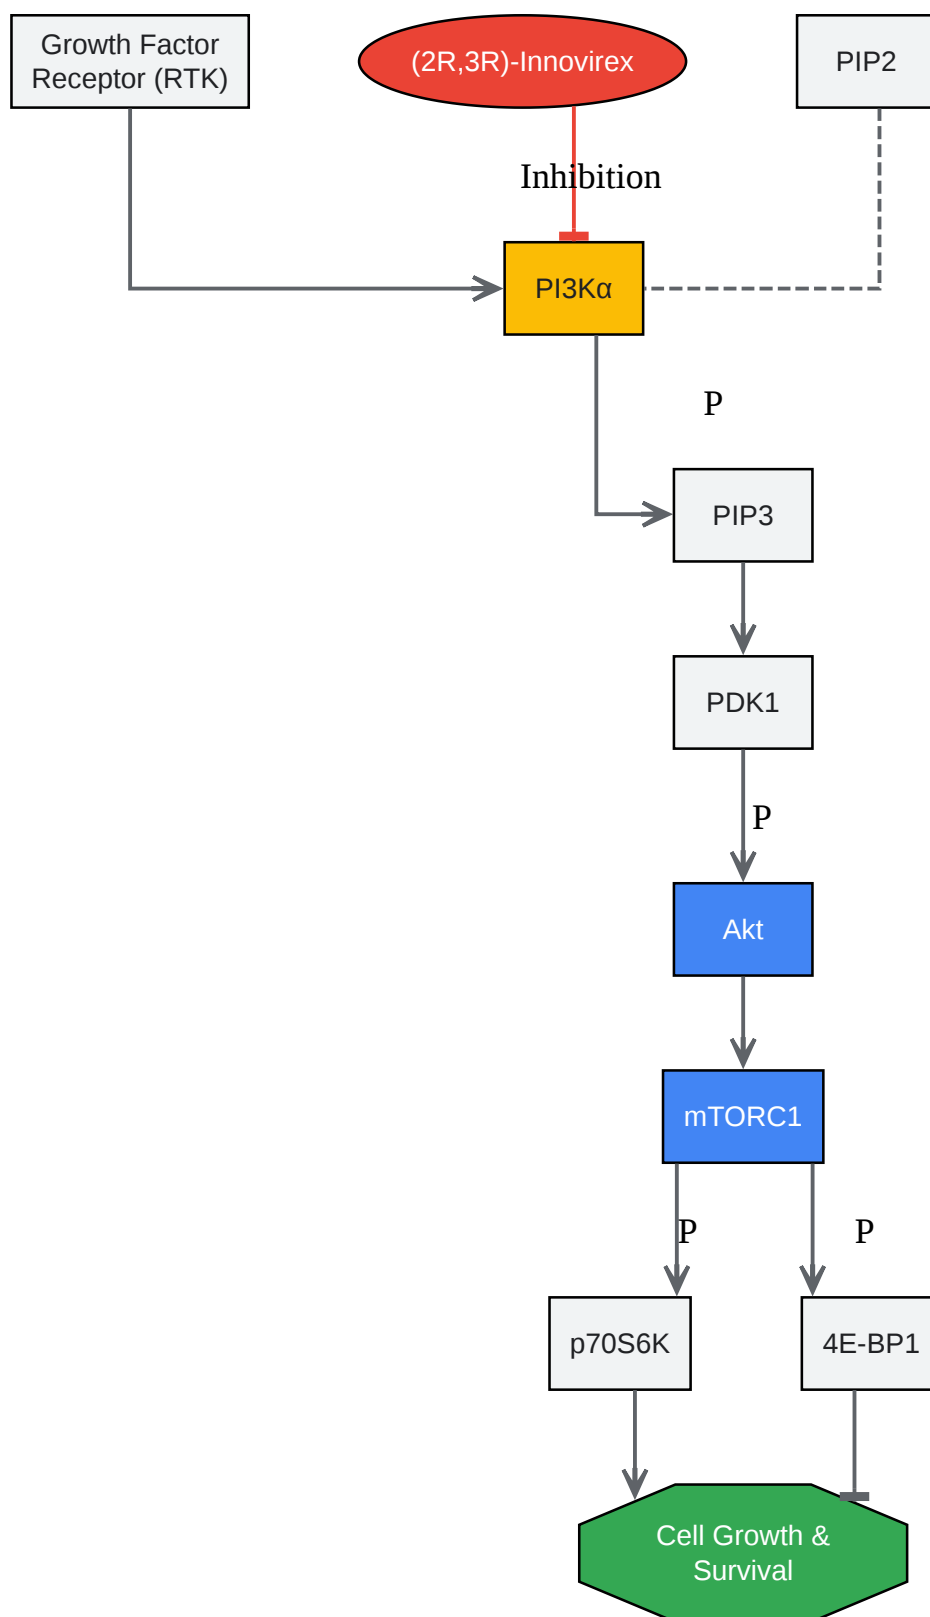 Growth Factor
Receptor (RTK)
(2R,3R)-Innovirex
PIP2
Inhibition
PI3Kα
P
PIP3
PDK1
P
Akt
mTORC1
P
P
p70S6K
4E-BP1
Cell Growth &
Survival